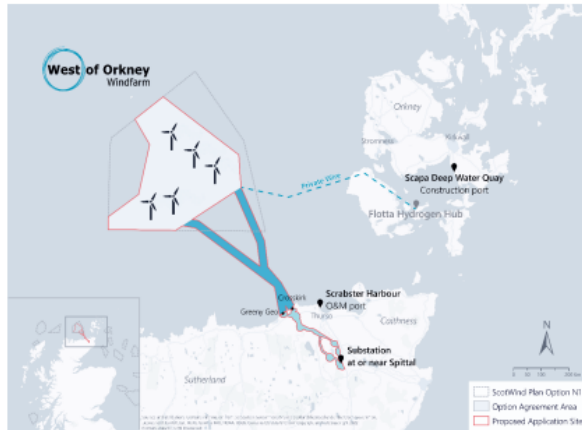 West of Orkney
Windfarm
Orkney
Stromness
Kirkwall
Scapa Deep Water Quay
Construction port
Private Wire
Flotta Hydrogen Hub
Crosskirk
Scrabster Harbour
O&M port
Greeny Geo
Thurso
Caithness
Substation
at or near Spittal
Sutherland
N
ScotWind Plan Option N1
Option Agreement Area
Proposed Application Site